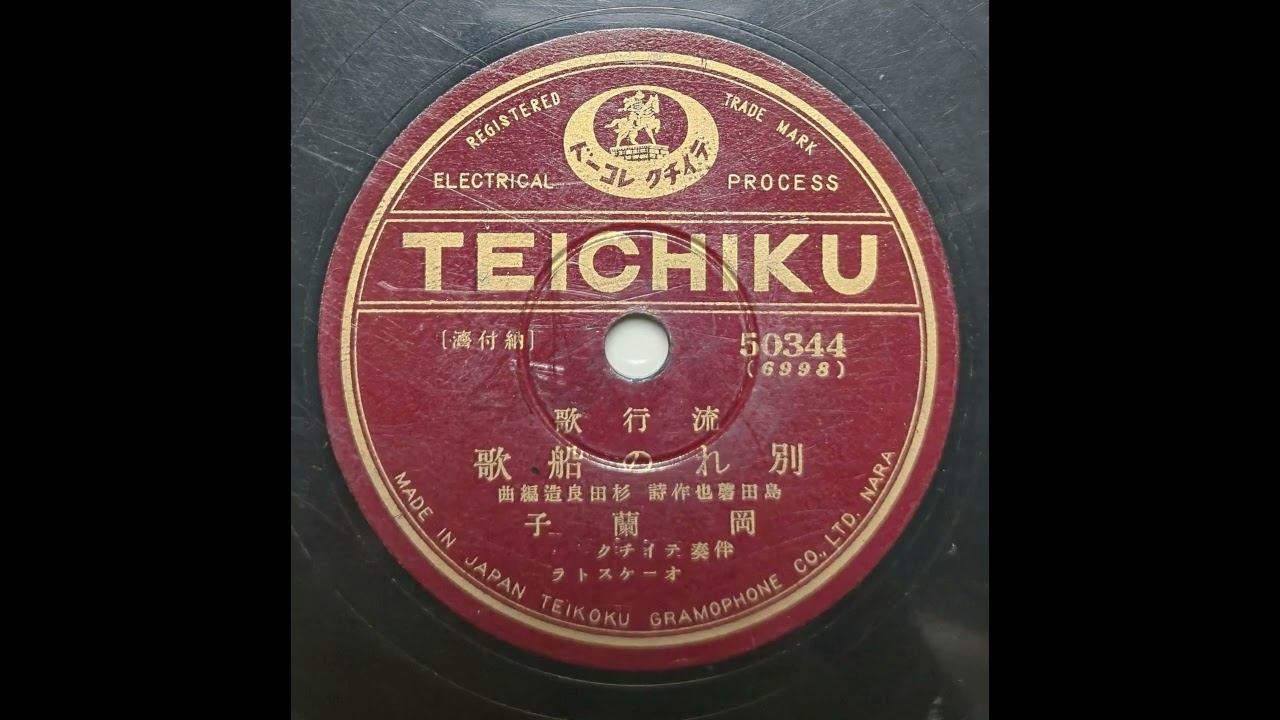 REGISTERED TRADE MARK
テイチクレコード
ELECTRICAL PROCESS
TEICHIKU
[納付濟]
50344
(6998)
流行歌
別れの船歌
島田磬也作詩 杉田良造編曲
岡蘭子
伴奏テイチク
オーケストラ
MADE IN JAPAN TEIKOKU GRAMOPHONE CO., LTD. NARA